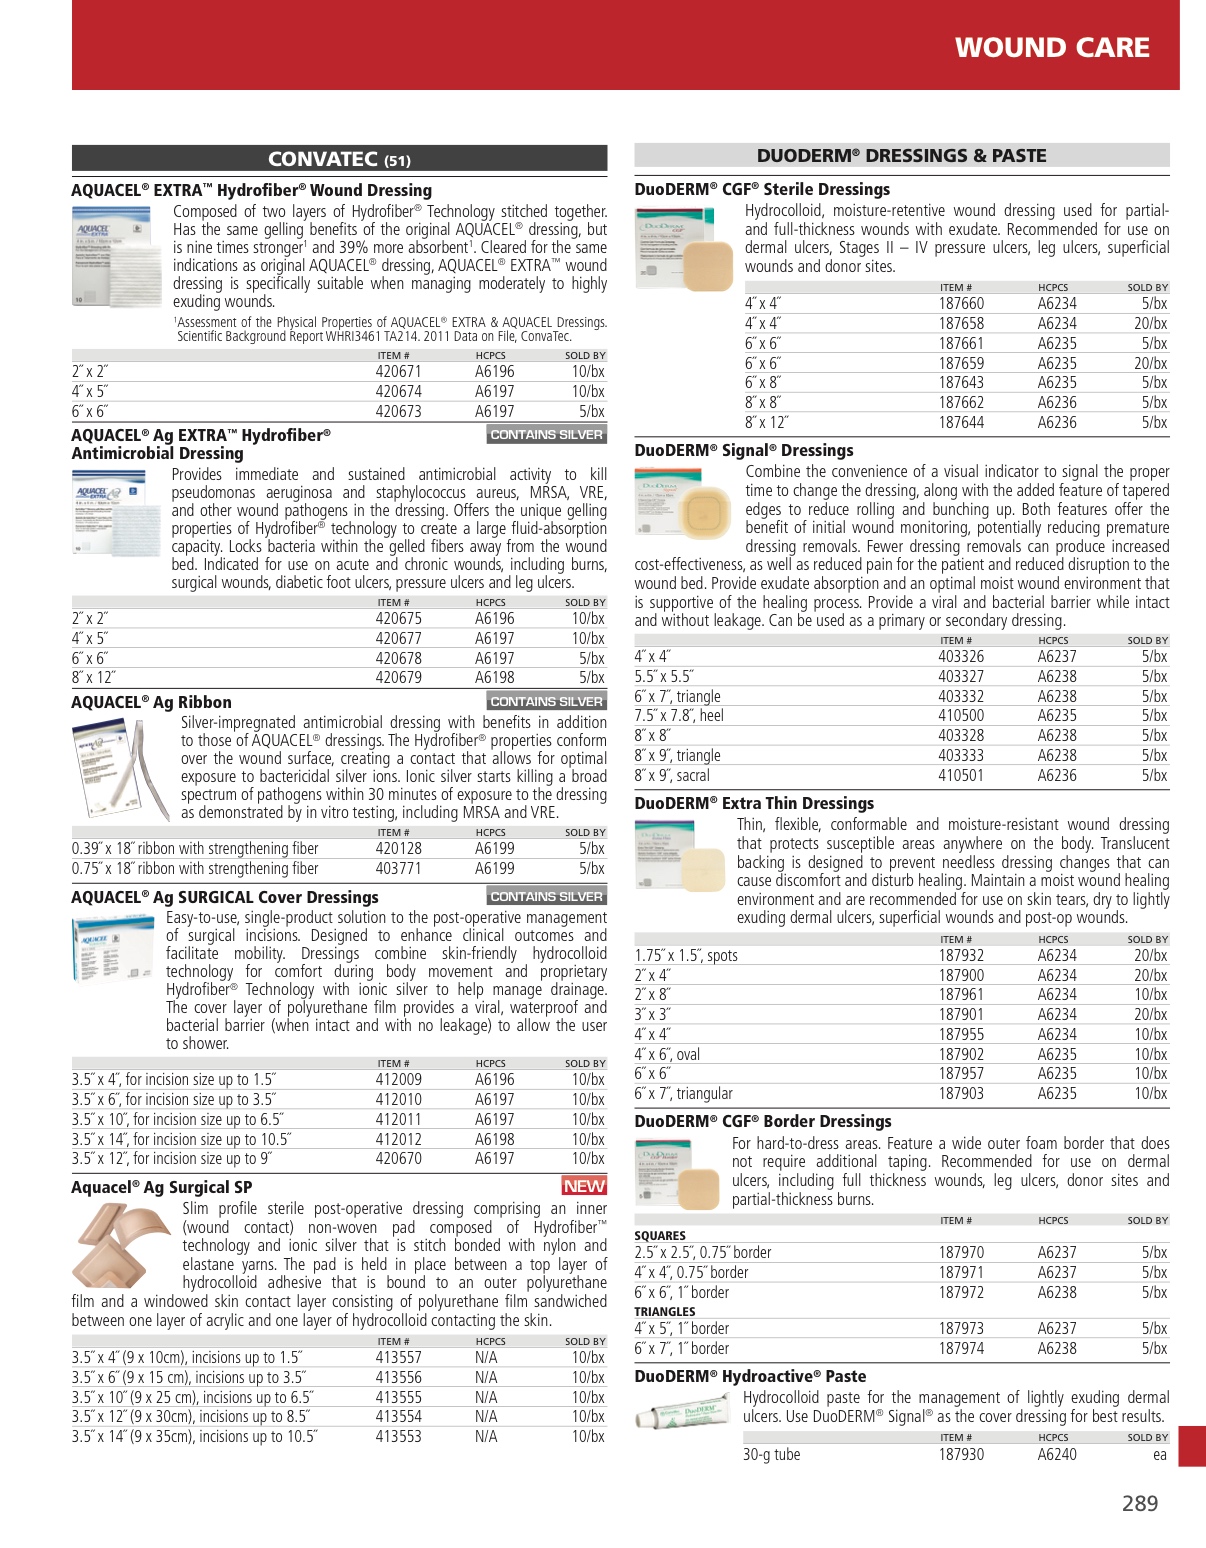 WOUND CARE
CONVATEC (51)
AQUACEL® EXTRA™ Hydrofiber® Wound Dressing
Composed of two layers of Hydrofiber® Technology stitched together.
Has the same gelling benefits of the original AQUACEL® dressing, but
is nine times stronger¹ and 39% more absorbent¹. Cleared for the same
indications as original AQUACEL® dressing, AQUACEL® EXTRA™ wound
dressing is specifically suitable when managing moderately to highly
exuding wounds.
¹Assessment of the Physical Properties of AQUACEL® EXTRA & AQUACEL Dressings.
Scientific Background Report WHRI3461 TA214. 2011 Data on File, ConvaTec.
ITEM # HCPCS SOLD BY
2˝ x 2˝ 420671 A6196 10/bx
4˝ x 5˝ 420674 A6197 10/bx
6˝ x 6˝ 420673 A6197 5/bx
AQUACEL® Ag EXTRA™ Hydrofiber® CONTAINS SILVER
Antimicrobial Dressing
Provides immediate and sustained antimicrobial activity to kill
pseudomonas aeruginosa and staphylococcus aureus, MRSA, VRE,
and other wound pathogens in the dressing. Offers the unique gelling
properties of Hydrofiber® technology to create a large fluid-absorption
capacity. Locks bacteria within the gelled fibers away from the wound
bed. Indicated for use on acute and chronic wounds, including burns,
surgical wounds, diabetic foot ulcers, pressure ulcers and leg ulcers.
ITEM # HCPCS SOLD BY
2˝ x 2˝ 420675 A6196 10/bx
4˝ x 5˝ 420677 A6197 10/bx
6˝ x 6˝ 420678 A6197 5/bx
8˝ x 12˝ 420679 A6198 5/bx
AQUACEL® Ag Ribbon CONTAINS SILVER
Silver-impregnated antimicrobial dressing with benefits in addition
to those of AQUACEL® dressings. The Hydrofiber® properties conform
over the wound surface, creating a contact that allows for optimal
exposure to bactericidal silver ions. Ionic silver starts killing a broad
spectrum of pathogens within 30 minutes of exposure to the dressing
as demonstrated by in vitro testing, including MRSA and VRE.
ITEM # HCPCS SOLD BY
0.39˝ x 18˝ ribbon with strengthening fiber 420128 A6199 5/bx
0.75˝ x 18˝ ribbon with strengthening fiber 403771 A6199 5/bx
AQUACEL® Ag SURGICAL Cover Dressings CONTAINS SILVER
Easy-to-use, single-product solution to the post-operative management
of surgical incisions. Designed to enhance clinical outcomes and
facilitate mobility. Dressings combine skin-friendly hydrocolloid
technology for comfort during body movement and proprietary
Hydrofiber® Technology with ionic silver to help manage drainage.
The cover layer of polyurethane film provides a viral, waterproof and
bacterial barrier (when intact and with no leakage) to allow the user
to shower.
ITEM # HCPCS SOLD BY
3.5˝ x 4˝, for incision size up to 1.5˝ 412009 A6196 10/bx
3.5˝ x 6˝, for incision size up to 3.5˝ 412010 A6197 10/bx
3.5˝ x 10˝, for incision size up to 6.5˝ 412011 A6197 10/bx
3.5˝ x 14˝, for incision size up to 10.5˝ 412012 A6198 10/bx
3.5˝ x 12˝, for incision size up to 9˝ 420670 A6197 10/bx
Aquacel® Ag Surgical SP NEW
Slim profile sterile post-operative dressing comprising an inner
(wound contact) non-woven pad composed of Hydrofiber™
technology and ionic silver that is stitch bonded with nylon and
elastane yarns. The pad is held in place between a top layer of
hydrocolloid adhesive that is bound to an outer polyurethane
film and a windowed skin contact layer consisting of polyurethane film sandwiched
between one layer of acrylic and one layer of hydrocolloid contacting the skin.
ITEM # HCPCS SOLD BY
3.5˝ x 4˝ (9 x 10cm), incisions up to 1.5˝ 413557 N/A 10/bx
3.5˝ x 6˝ (9 x 15 cm), incisions up to 3.5˝ 413556 N/A 10/bx
3.5˝ x 10˝ (9 x 25 cm), incisions up to 6.5˝ 413555 N/A 10/bx
3.5˝ x 12˝ (9 x 30cm), incisions up to 8.5˝ 413554 N/A 10/bx
3.5˝ x 14˝ (9 x 35cm), incisions up to 10.5˝ 413553 N/A 10/bx
DUODERM® DRESSINGS & PASTE
DuoDERM® CGF® Sterile Dressings
Hydrocolloid, moisture-retentive wound dressing used for partial-
and full-thickness wounds with exudate. Recommended for use on
dermal ulcers, Stages II – IV pressure ulcers, leg ulcers, superficial
wounds and donor sites.
ITEM # HCPCS SOLD BY
4˝ x 4˝ 187660 A6234 5/bx
4˝ x 4˝ 187658 A6234 20/bx
6˝ x 6˝ 187661 A6235 5/bx
6˝ x 6˝ 187659 A6235 20/bx
6˝ x 8˝ 187643 A6235 5/bx
8˝ x 8˝ 187662 A6236 5/bx
8˝ x 12˝ 187644 A6236 5/bx
DuoDERM® Signal® Dressings
Combine the convenience of a visual indicator to signal the proper
time to change the dressing, along with the added feature of tapered
edges to reduce rolling and bunching up. Both features offer the
benefit of initial wound monitoring, potentially reducing premature
dressing removals. Fewer dressing removals can produce increased
cost-effectiveness, as well as reduced pain for the patient and reduced disruption to the
wound bed. Provide exudate absorption and an optimal moist wound environment that
is supportive of the healing process. Provide a viral and bacterial barrier while intact
and without leakage. Can be used as a primary or secondary dressing.
ITEM # HCPCS SOLD BY
4˝ x 4˝ 403326 A6237 5/bx
5.5˝ x 5.5˝ 403327 A6238 5/bx
6˝ x 7˝, triangle 403332 A6238 5/bx
7.5˝ x 7.8˝, heel 410500 A6235 5/bx
8˝ x 8˝ 403328 A6238 5/bx
8˝ x 9˝, triangle 403333 A6238 5/bx
8˝ x 9˝, sacral 410501 A6236 5/bx
DuoDERM® Extra Thin Dressings
Thin, flexible, conformable and moisture-resistant wound dressing
that protects susceptible areas anywhere on the body. Translucent
backing is designed to prevent needless dressing changes that can
cause discomfort and disturb healing. Maintain a moist wound healing
environment and are recommended for use on skin tears, dry to lightly
exuding dermal ulcers, superficial wounds and post-op wounds.
ITEM # HCPCS SOLD BY
1.75˝ x 1.5˝, spots 187932 A6234 20/bx
2˝ x 4˝ 187900 A6234 20/bx
2˝ x 8˝ 187961 A6234 10/bx
3˝ x 3˝ 187901 A6234 20/bx
4˝ x 4˝ 187955 A6234 10/bx
4˝ x 6˝, oval 187902 A6235 10/bx
6˝ x 6˝ 187957 A6235 10/bx
6˝ x 7˝, triangular 187903 A6235 10/bx
DuoDERM® CGF® Border Dressings
For hard-to-dress areas. Feature a wide outer foam border that does
not require additional taping. Recommended for use on dermal
ulcers, including full thickness wounds, leg ulcers, donor sites and
partial-thickness burns.
ITEM # HCPCS SOLD BY
SQUARES
2.5˝ x 2.5˝, 0.75˝ border 187970 A6237 5/bx
4˝ x 4˝, 0.75˝ border 187971 A6237 5/bx
6˝ x 6˝, 1˝ border 187972 A6238 5/bx
TRIANGLES
4˝ x 5˝, 1˝ border 187973 A6237 5/bx
6˝ x 7˝, 1˝ border 187974 A6238 5/bx
DuoDERM® Hydroactive® Paste
Hydrocolloid paste for the management of lightly exuding dermal
ulcers. Use DuoDERM® Signal® as the cover dressing for best results.
ITEM # HCPCS SOLD BY
30-g tube 187930 A6240 ea
289